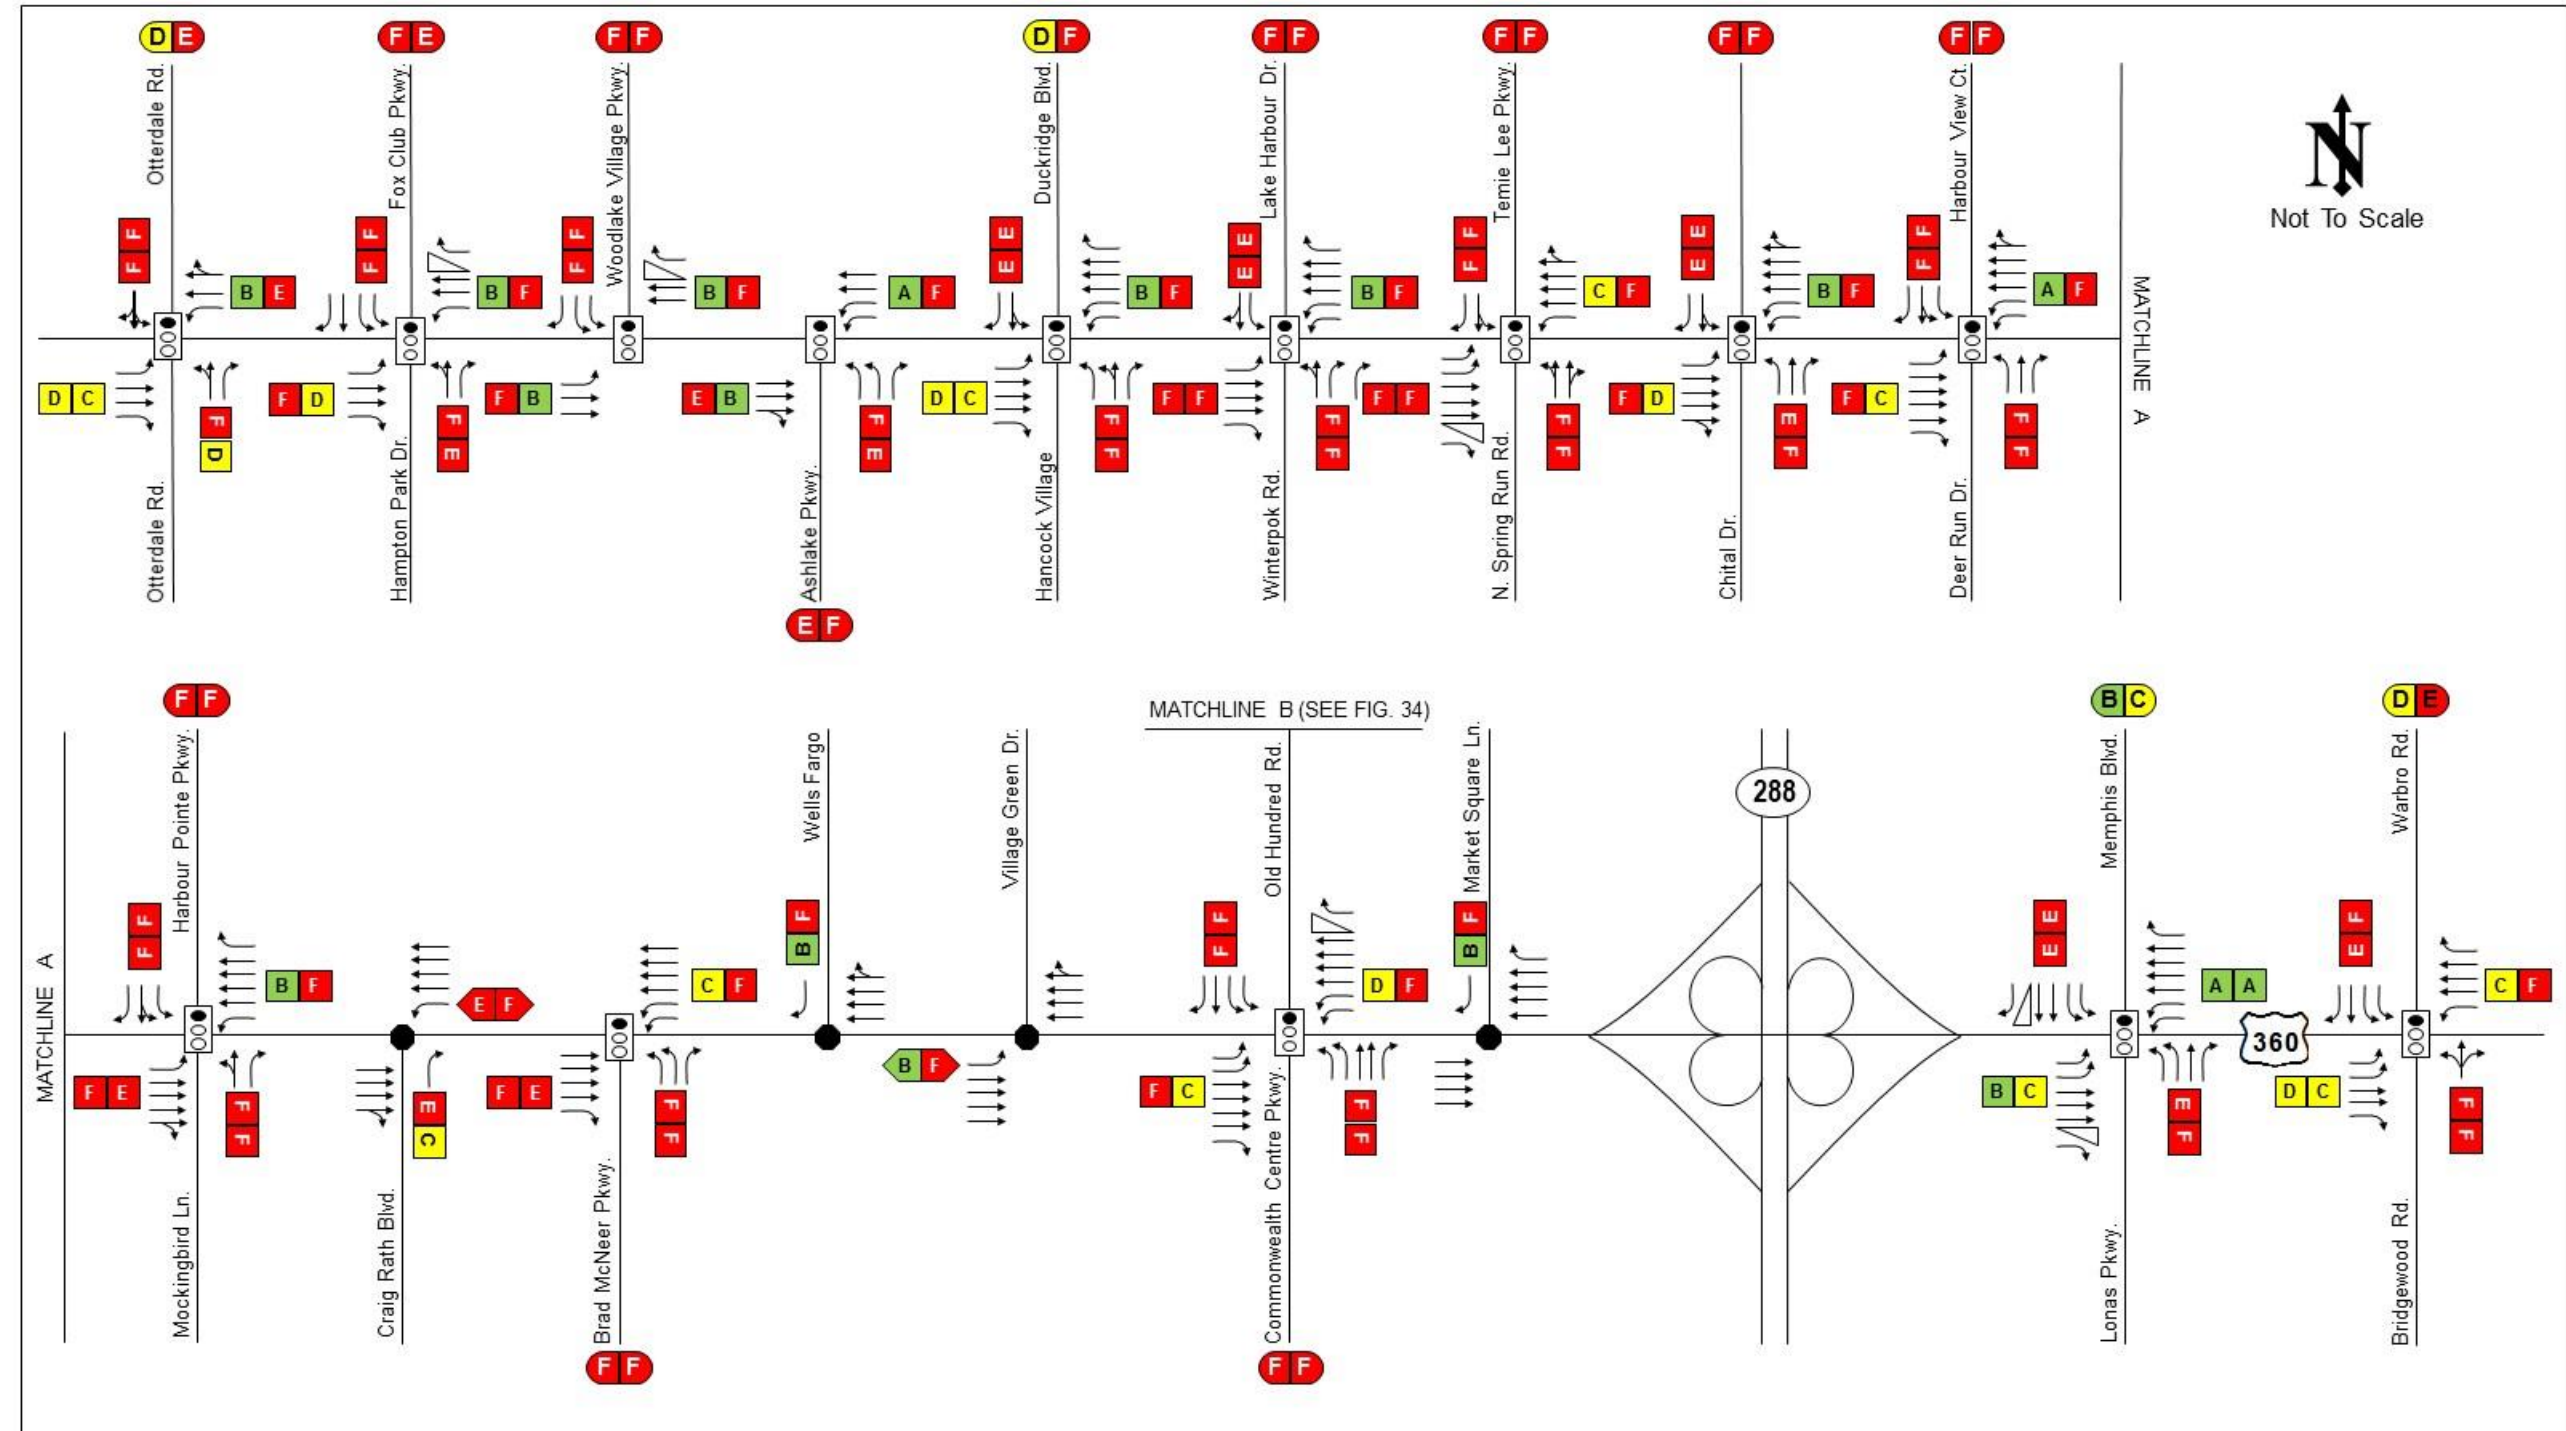 D E
F E
F F
D F
F F
F F
F F
F F
Otterdale Rd.
Fox Club Pkwy.
Woodlake Village Pkwy.
Duckridge Blvd.
Lake Harbour Dr.
Temie Lee Pkwy.
Harbour View Ct.
N
Not To Scale
F F
F F
F F
E E
E E
F F
E E
F F
B E
B F
B F
A F
B F
B F
C F
B F
A F
MATCHLINE A
D C
F D
F D
F E
F B
E B
F E
D C
F F
F F
F F
F F
F F
F D
E F
F C
F F
Otterdale Rd.
Hampton Park Dr.
Ashlake Pkwy.
Hancock Village
Winterpok Rd.
N. Spring Run Rd.
Chital Dr.
Deer Run Dr.
E F
F F
MATCHLINE B (SEE FIG. 34)
B C
D E
Harbour Pointe Pkwy.
Wells Fargo
Village Green Dr.
Old Hundred Rd.
Market Square Ln.
288
Memphis Blvd.
Warbro Rd.
MATCHLINE A
F F
F B
F F
F B
E E
F E
B F
E F
C F
D F
A A
C F
360
F E
F F
E C
F E
F F
B F
F C
F F
B C
E F
D C
F F
Mockingbird Ln.
Craig Rath Blvd.
Brad McNeer Pkwy.
Commonwealth Centre Pkwy.
Lonas Pkwy.
Bridgewood Rd.
F F
F F